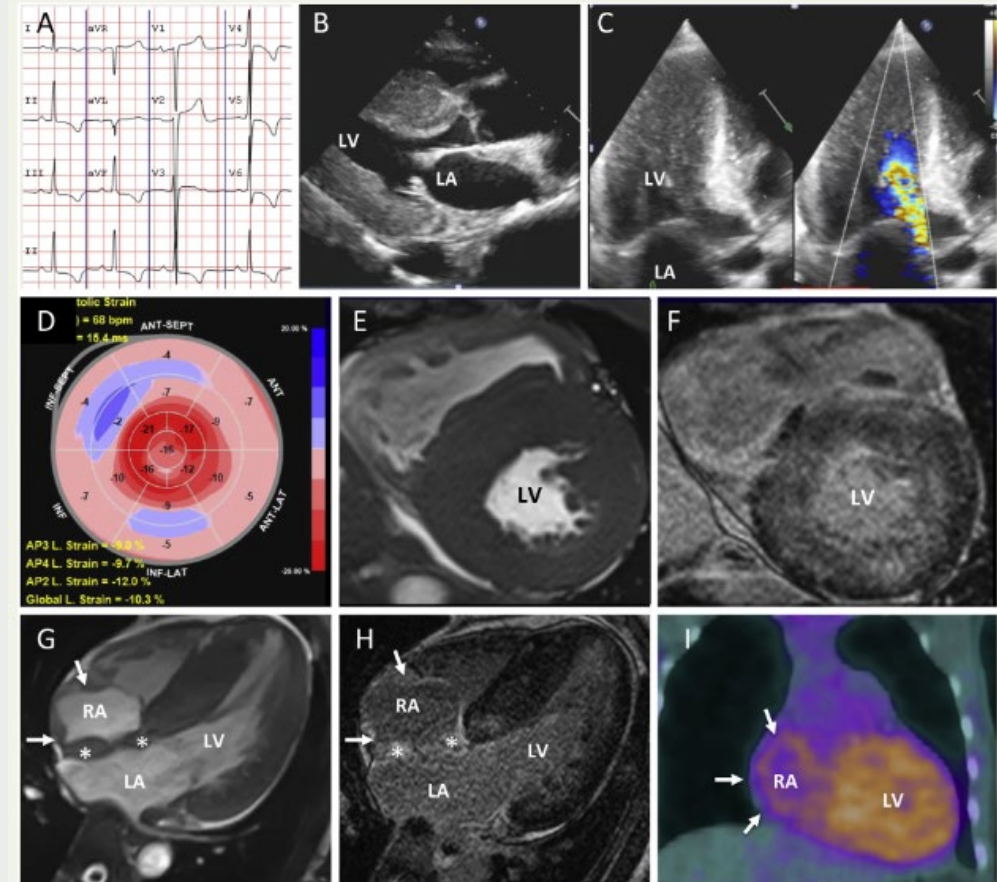 A
I
aVR
V1
V4
II
aVL
V2
V5
III
aVF
V3
V6
II
B
LV
LA
C
LV
LA
D
tolic Strain
) = 68 bpm
= 15.4 ms
ANT-SEPT
20.00 %
INF-SEPT
ANT
-4
-4
-7
-7
-2
-21
-17
-9
-15
-16
-12
-10
-10
-7
-9
-5
-5
INF
ANT-LAT
INF-LAT
-20.00 %
AP3 L. Strain = -9.0 %
AP4 L. Strain = -9.7 %
AP2 L. Strain = -12.0 %
Global L. Strain = -10.3 %
E
LV
F
LV
G
RA
*
*
LV
LA
H
RA
*
*
LV
LA
I
RA
LV